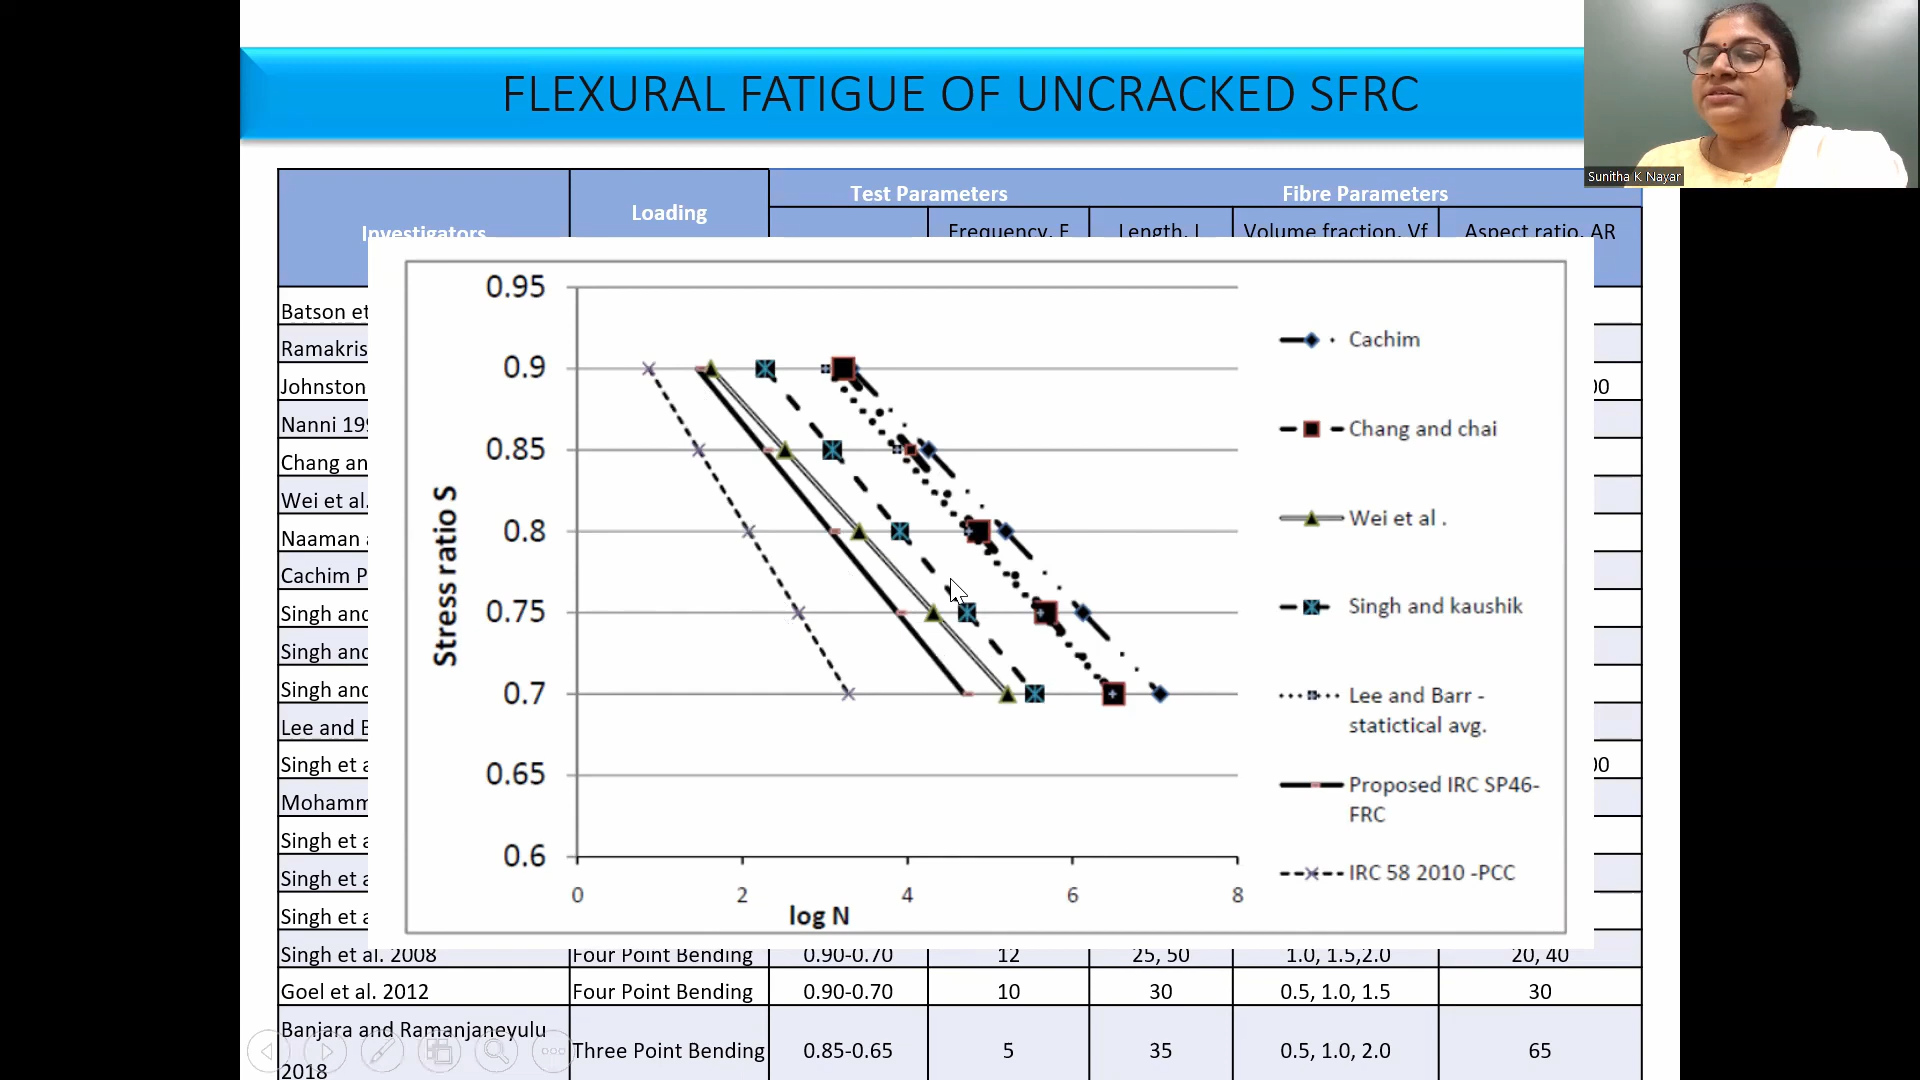 FLEXURAL FATIGUE OF UNCRACKED SFRC
Sunitha K Nayar
Test Parameters
Fibre Parameters
Loading
Investigators
Frequency, F
Length, L
Volume fraction, Vf
Aspect ratio, AR
Batson et
Ramakris
Johnston
00
Nanni 199
Chang an
Wei et al.
Naaman a
Cachim P
Singh and
Singh and
Singh and
Lee and B
Singh et a
00
Mohamm
Singh et a
Singh et a
Singh et a
0.95
0.9
0.85
0.8
0.75
0.7
0.65
0.6
Stress ratio S
0 2 4 6 8
log N
Cachim
Chang and chai
Wei et al .
Singh and kaushik
Lee and Barr -
statictical avg.
Proposed IRC SP46-
FRC
IRC 58 2010 -PCC
Singh et al. 2008 Four Point Bending 0.90-0.70 12 25, 50 1.0, 1.5,2.0 20, 40
Goel et al. 2012 Four Point Bending 0.90-0.70 10 30 0.5, 1.0, 1.5 30
Banjara and Ramanjaneyulu
2018 Three Point Bending 0.85-0.65 5 35 0.5, 1.0, 2.0 65